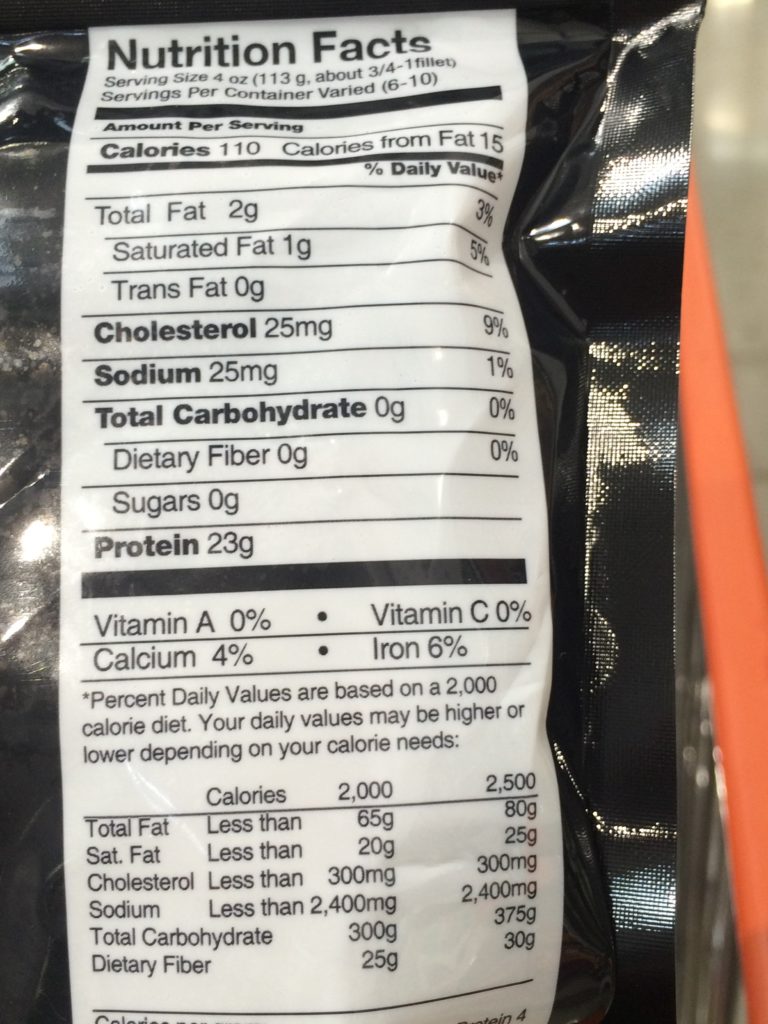 Nutrition Facts
Serving Size 4 oz (113 g, about 3/4-1fillet)
Servings Per Container Varied (6-10)
Amount Per Serving
Calories 110 Calories from Fat 15
% Daily Value*
Total Fat 2g 3%
Saturated Fat 1g 5%
Trans Fat 0g
Cholesterol 25mg 9%
Sodium 25mg 1%
Total Carbohydrate 0g 0%
Dietary Fiber 0g 0%
Sugars 0g
Protein 23g
Vitamin A 0% • Vitamin C 0%
Calcium 4% • Iron 6%
*Percent Daily Values are based on a 2,000
calorie diet. Your daily values may be higher or
lower depending on your calorie needs:
Calories 2,000 2,500
Total Fat Less than 65g 80g
Sat. Fat Less than 20g 25g
Cholesterol Less than 300mg 300mg
Sodium Less than 2,400mg 2,400mg
Total Carbohydrate 300g 375g
Dietary Fiber 25g 30g
Calories per 4